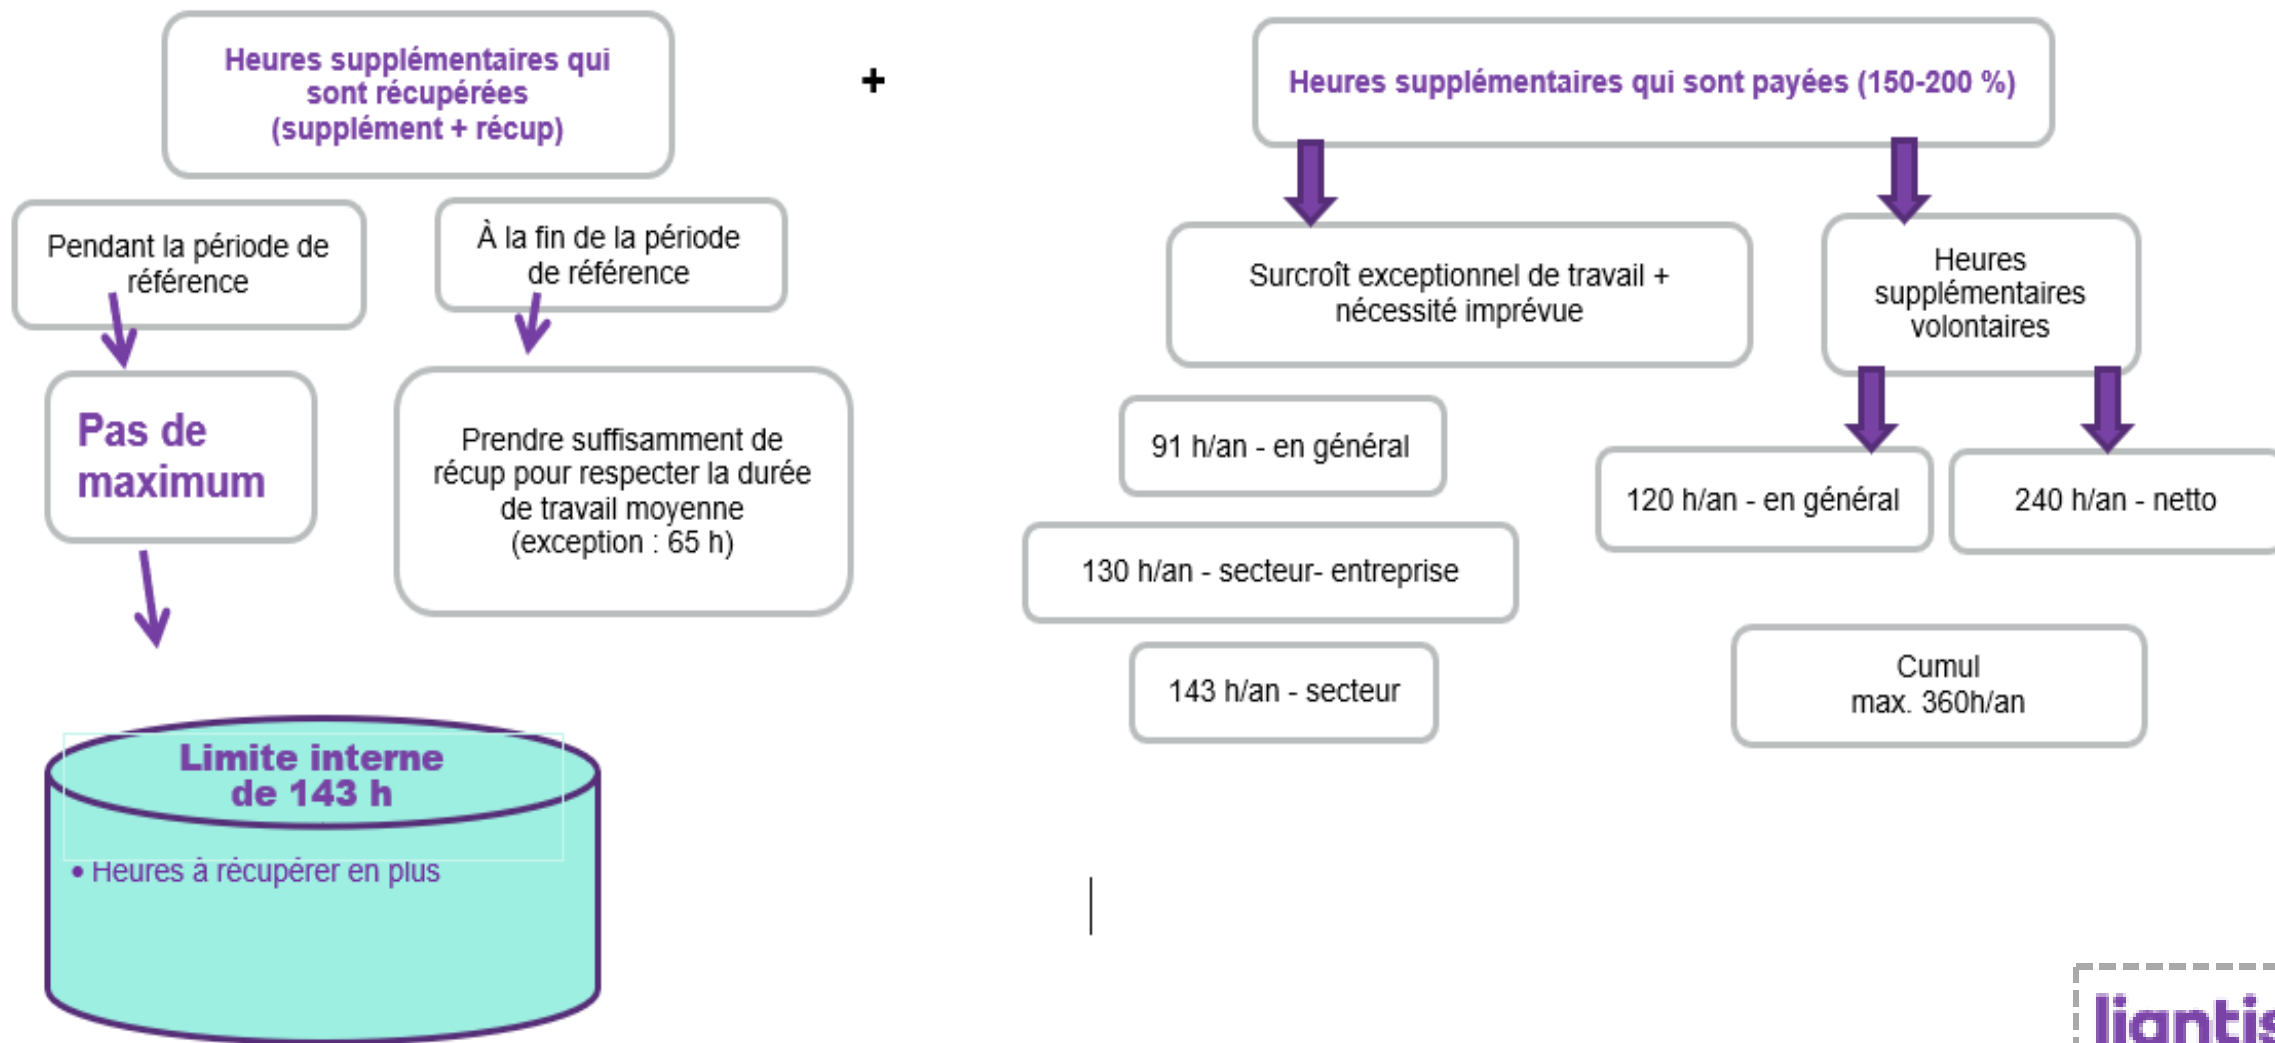 Heures supplémentaires qui
sont récupérées
(supplément + récup)
+
Heures supplémentaires qui sont payées (150-200 %)
Pendant la période de
référence
À la fin de la période
de référence
Surcroît exceptionnel de travail +
nécessité imprévue
Heures
supplémentaires
volontaires
Pas de
maximum
Prendre suffisamment de
récup pour respecter la durée
de travail moyenne
(exception : 65 h)
91 h/an - en général
130 h/an - secteur- entreprise
143 h/an - secteur
120 h/an - en général
240 h/an - netto
Cumul
max. 360h/an
Limite interne
de 143 h
• Heures à récupérer en plus
liantis